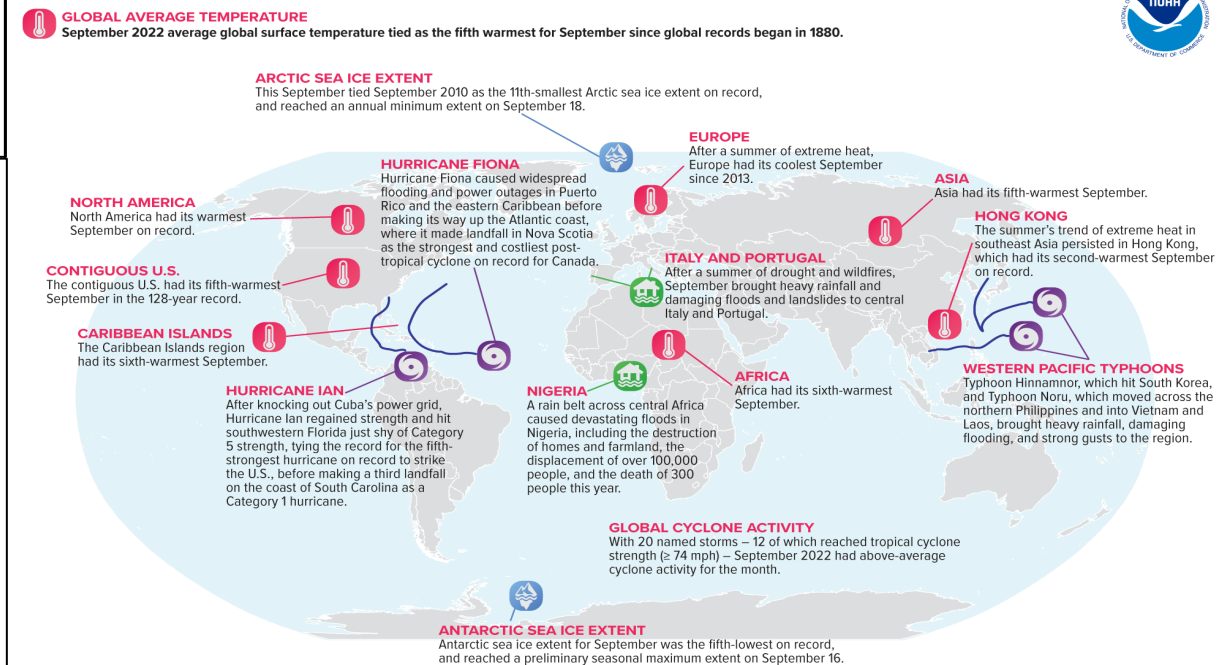 GLOBAL AVERAGE TEMPERATURE
September 2022 average global surface temperature tied as the fifth warmest for September since global records began in 1880.
NOAA
U.S. DEPARTMENT OF COMMERCE
ARCTIC SEA ICE EXTENT
This September tied September 2010 as the 11th-smallest Arctic sea ice extent on record,
and reached an annual minimum extent on September 18.
EUROPE
After a summer of extreme heat,
Europe had its coolest September
since 2013.
HURRICANE FIONA
Hurricane Fiona caused widespread
flooding and power outages in Puerto
Rico and the eastern Caribbean before
making its way up the Atlantic coast,
where it made landfall in Nova Scotia
as the strongest and costliest post-
tropical cyclone on record for Canada.
ASIA
Asia had its fifth-warmest September.
NORTH AMERICA
North America had its warmest
September on record.
HONG KONG
The summer's trend of extreme heat in
southeast Asia persisted in Hong Kong,
which had its second-warmest September
on record.
CONTIGUOUS U.S.
The contiguous U.S. had its fifth-warmest
September in the 128-year record.
ITALY AND PORTUGAL
After a summer of drought and wildfires,
September brought heavy rainfall and
damaging floods and landslides to central
Italy and Portugal.
CARIBBEAN ISLANDS
The Caribbean Islands region
had its sixth-warmest September.
HURRICANE IAN
After knocking out Cuba's power grid,
Hurricane Ian regained strength and hit
southwestern Florida just shy of Category
5 strength, tying the record for the fifth-
strongest hurricane on record to strike
the U.S., before making a third landfall
on the coast of South Carolina as a
Category 1 hurricane.
NIGERIA
A rain belt across central Africa
caused devastating floods in
Nigeria, including the destruction
of homes and farmland, the
displacement of over 100,000
people, and the death of 300
people this year.
AFRICA
Africa had its sixth-warmest
September.
WESTERN PACIFIC TYPHOONS
Typhoon Hinnamnor, which hit South Korea,
and Typhoon Noru, which moved across the
northern Philippines and into Vietnam and
Laos, brought heavy rainfall, damaging
flooding, and strong gusts to the region.
GLOBAL CYCLONE ACTIVITY
With 20 named storms – 12 of which reached tropical cyclone
strength (≥ 74 mph) – September 2022 had above-average
cyclone activity for the month.
ANTARCTIC SEA ICE EXTENT
Antarctic sea ice extent for September was the fifth-lowest on record,
and reached a preliminary seasonal maximum extent on September 16.